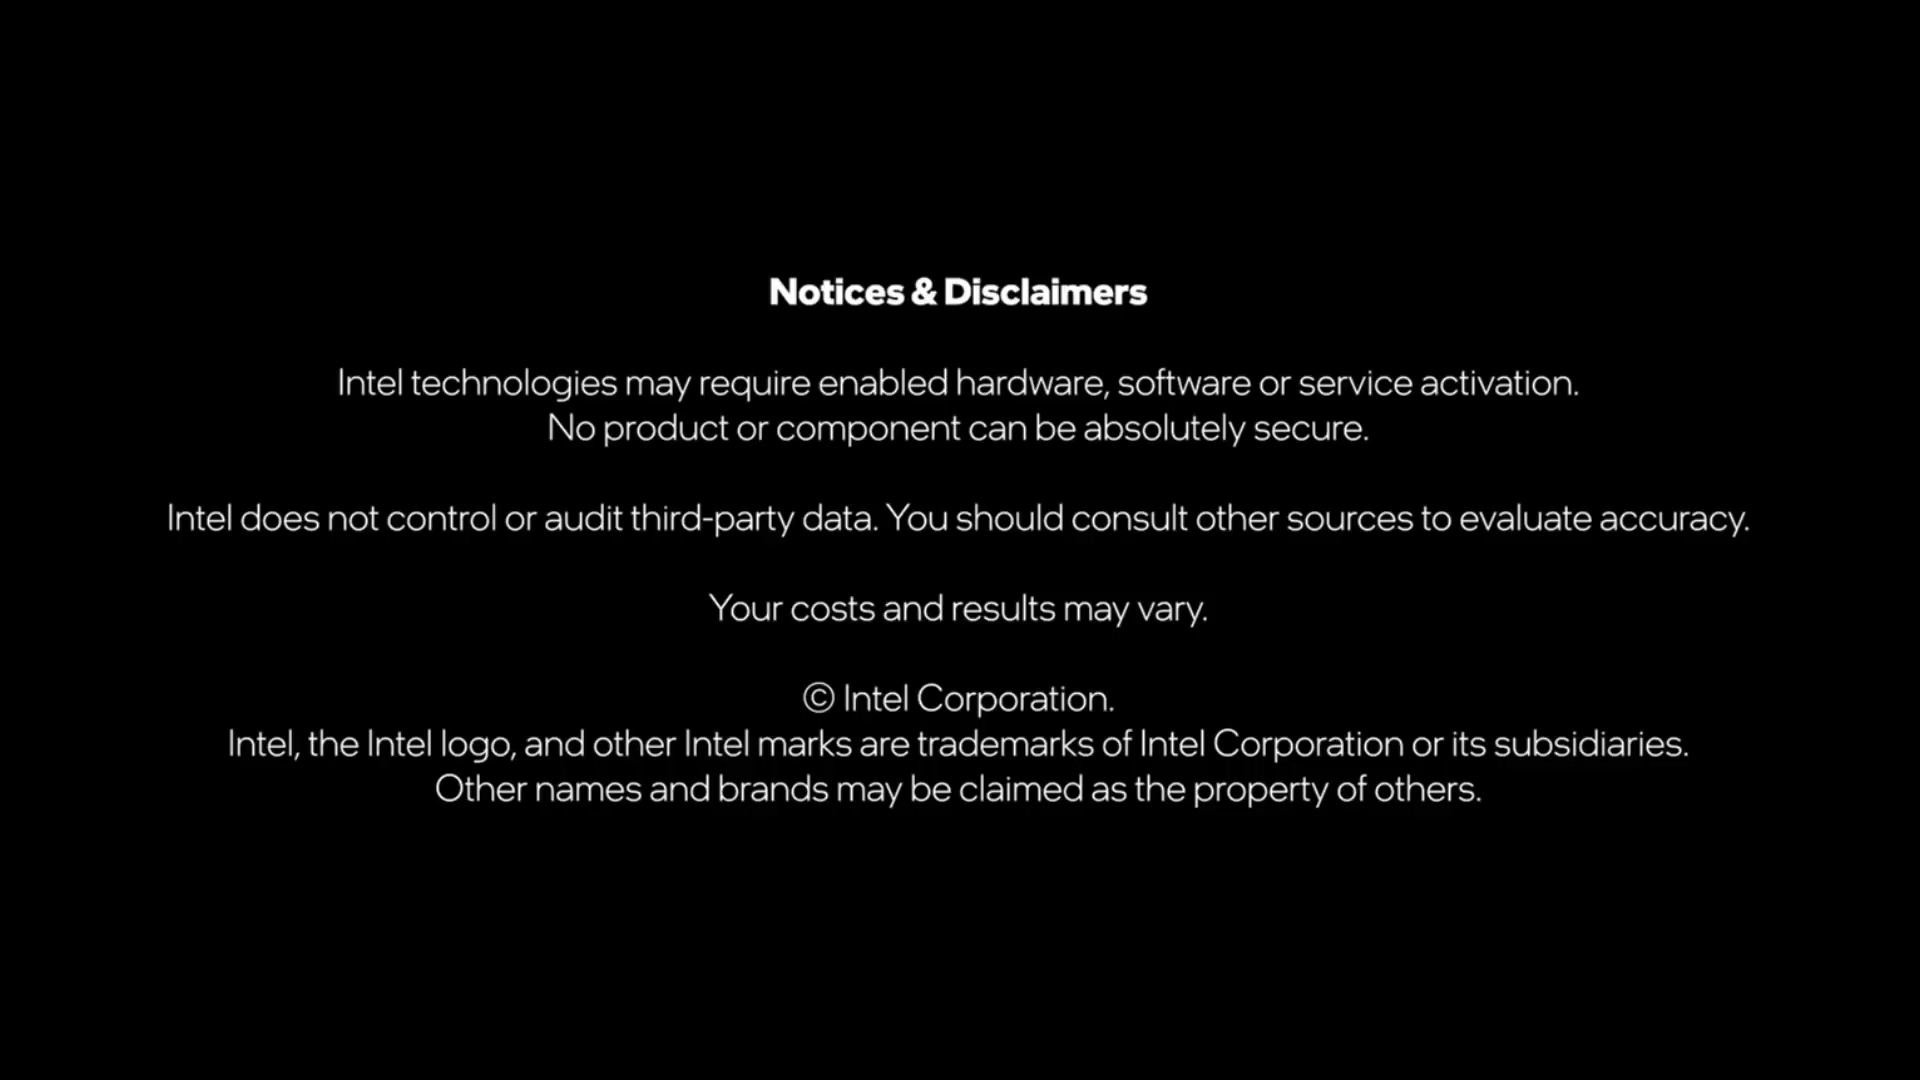 Notices & Disclaimers
Intel technologies may require enabled hardware, software or service activation.
No product or component can be absolutely secure.
Intel does not control or audit third-party data. You should consult other sources to evaluate accuracy.
Your costs and results may vary.
© Intel Corporation.
Intel, the Intel logo, and other Intel marks are trademarks of Intel Corporation or its subsidiaries.
Other names and brands may be claimed as the property of others.